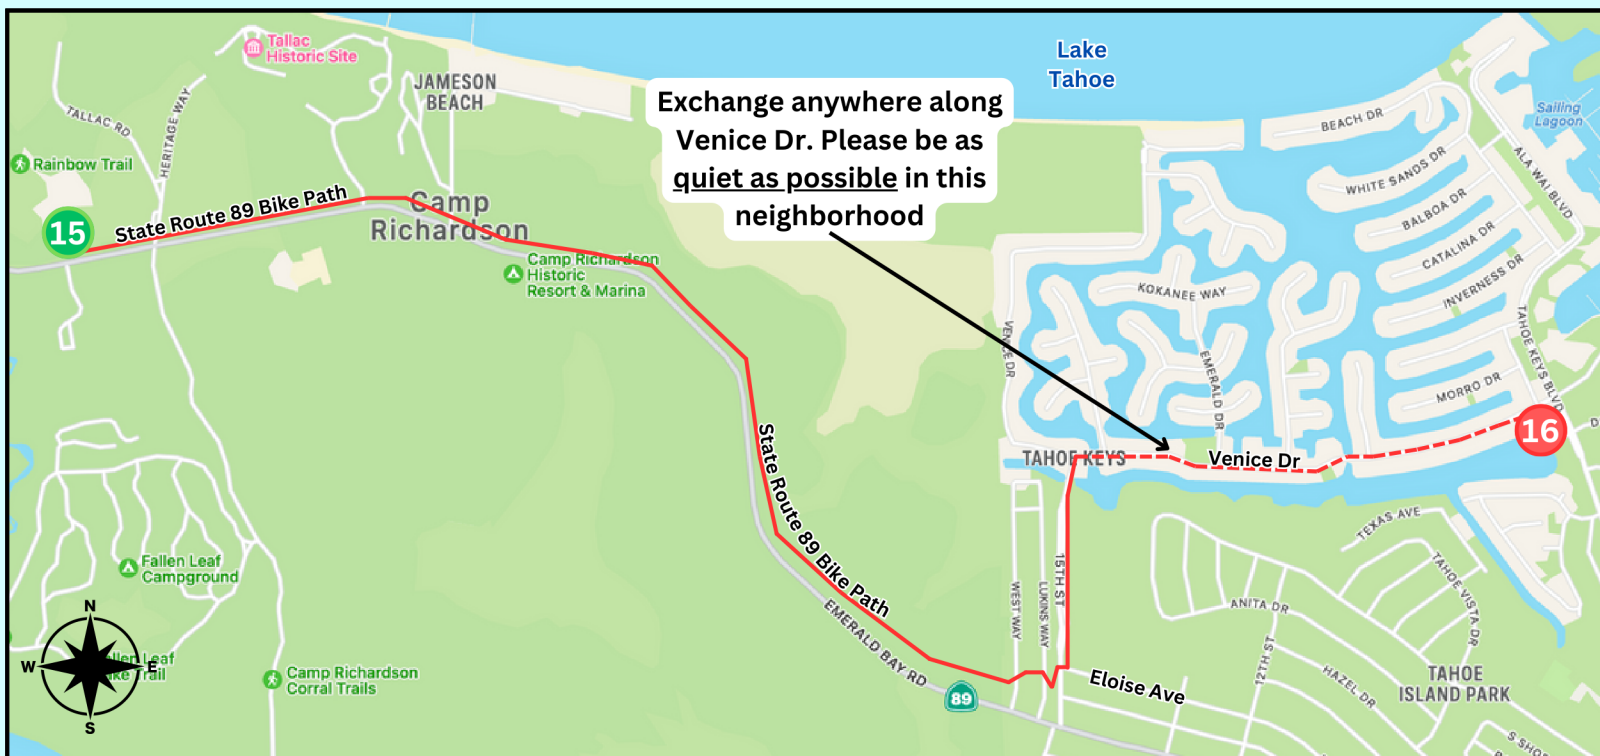 Tallac
Historic Site
JAMESON
BEACH
Lake
Tahoe
Sailing
Lagoon
Exchange anywhere along
Venice Dr. Please be as
quiet as possible in this
neighborhood
TALLAC RD
HERITAGE WAY
Rainbow Trail
15
State Route 89 Bike Path
Camp
Richardson
Camp Richardson
Historic
Resort & Marina
BEACH DR
WHITE SANDS DR
BALBOA DR
CATALINA DR
INVERNESS DR
ALA WAI BLVD
KOKANEE WAY
VENICE DR
EMERALD DR
TAHOE KEYS BLVD
MORRO DR
16
TAHOE KEYS
Venice Dr
State Route 89 Bike Path
TEXAS AVE
TAHOE VISTA DR
Fallen Leaf
Campground
15TH ST
WEST WAY
LUKINS WAY
ANITA DR
12TH ST
HAZEL DR
EMERALD BAY RD
89
Eloise Ave
TAHOE
ISLAND PARK
N
W
E
S
Camp Richardson
Corral Trails